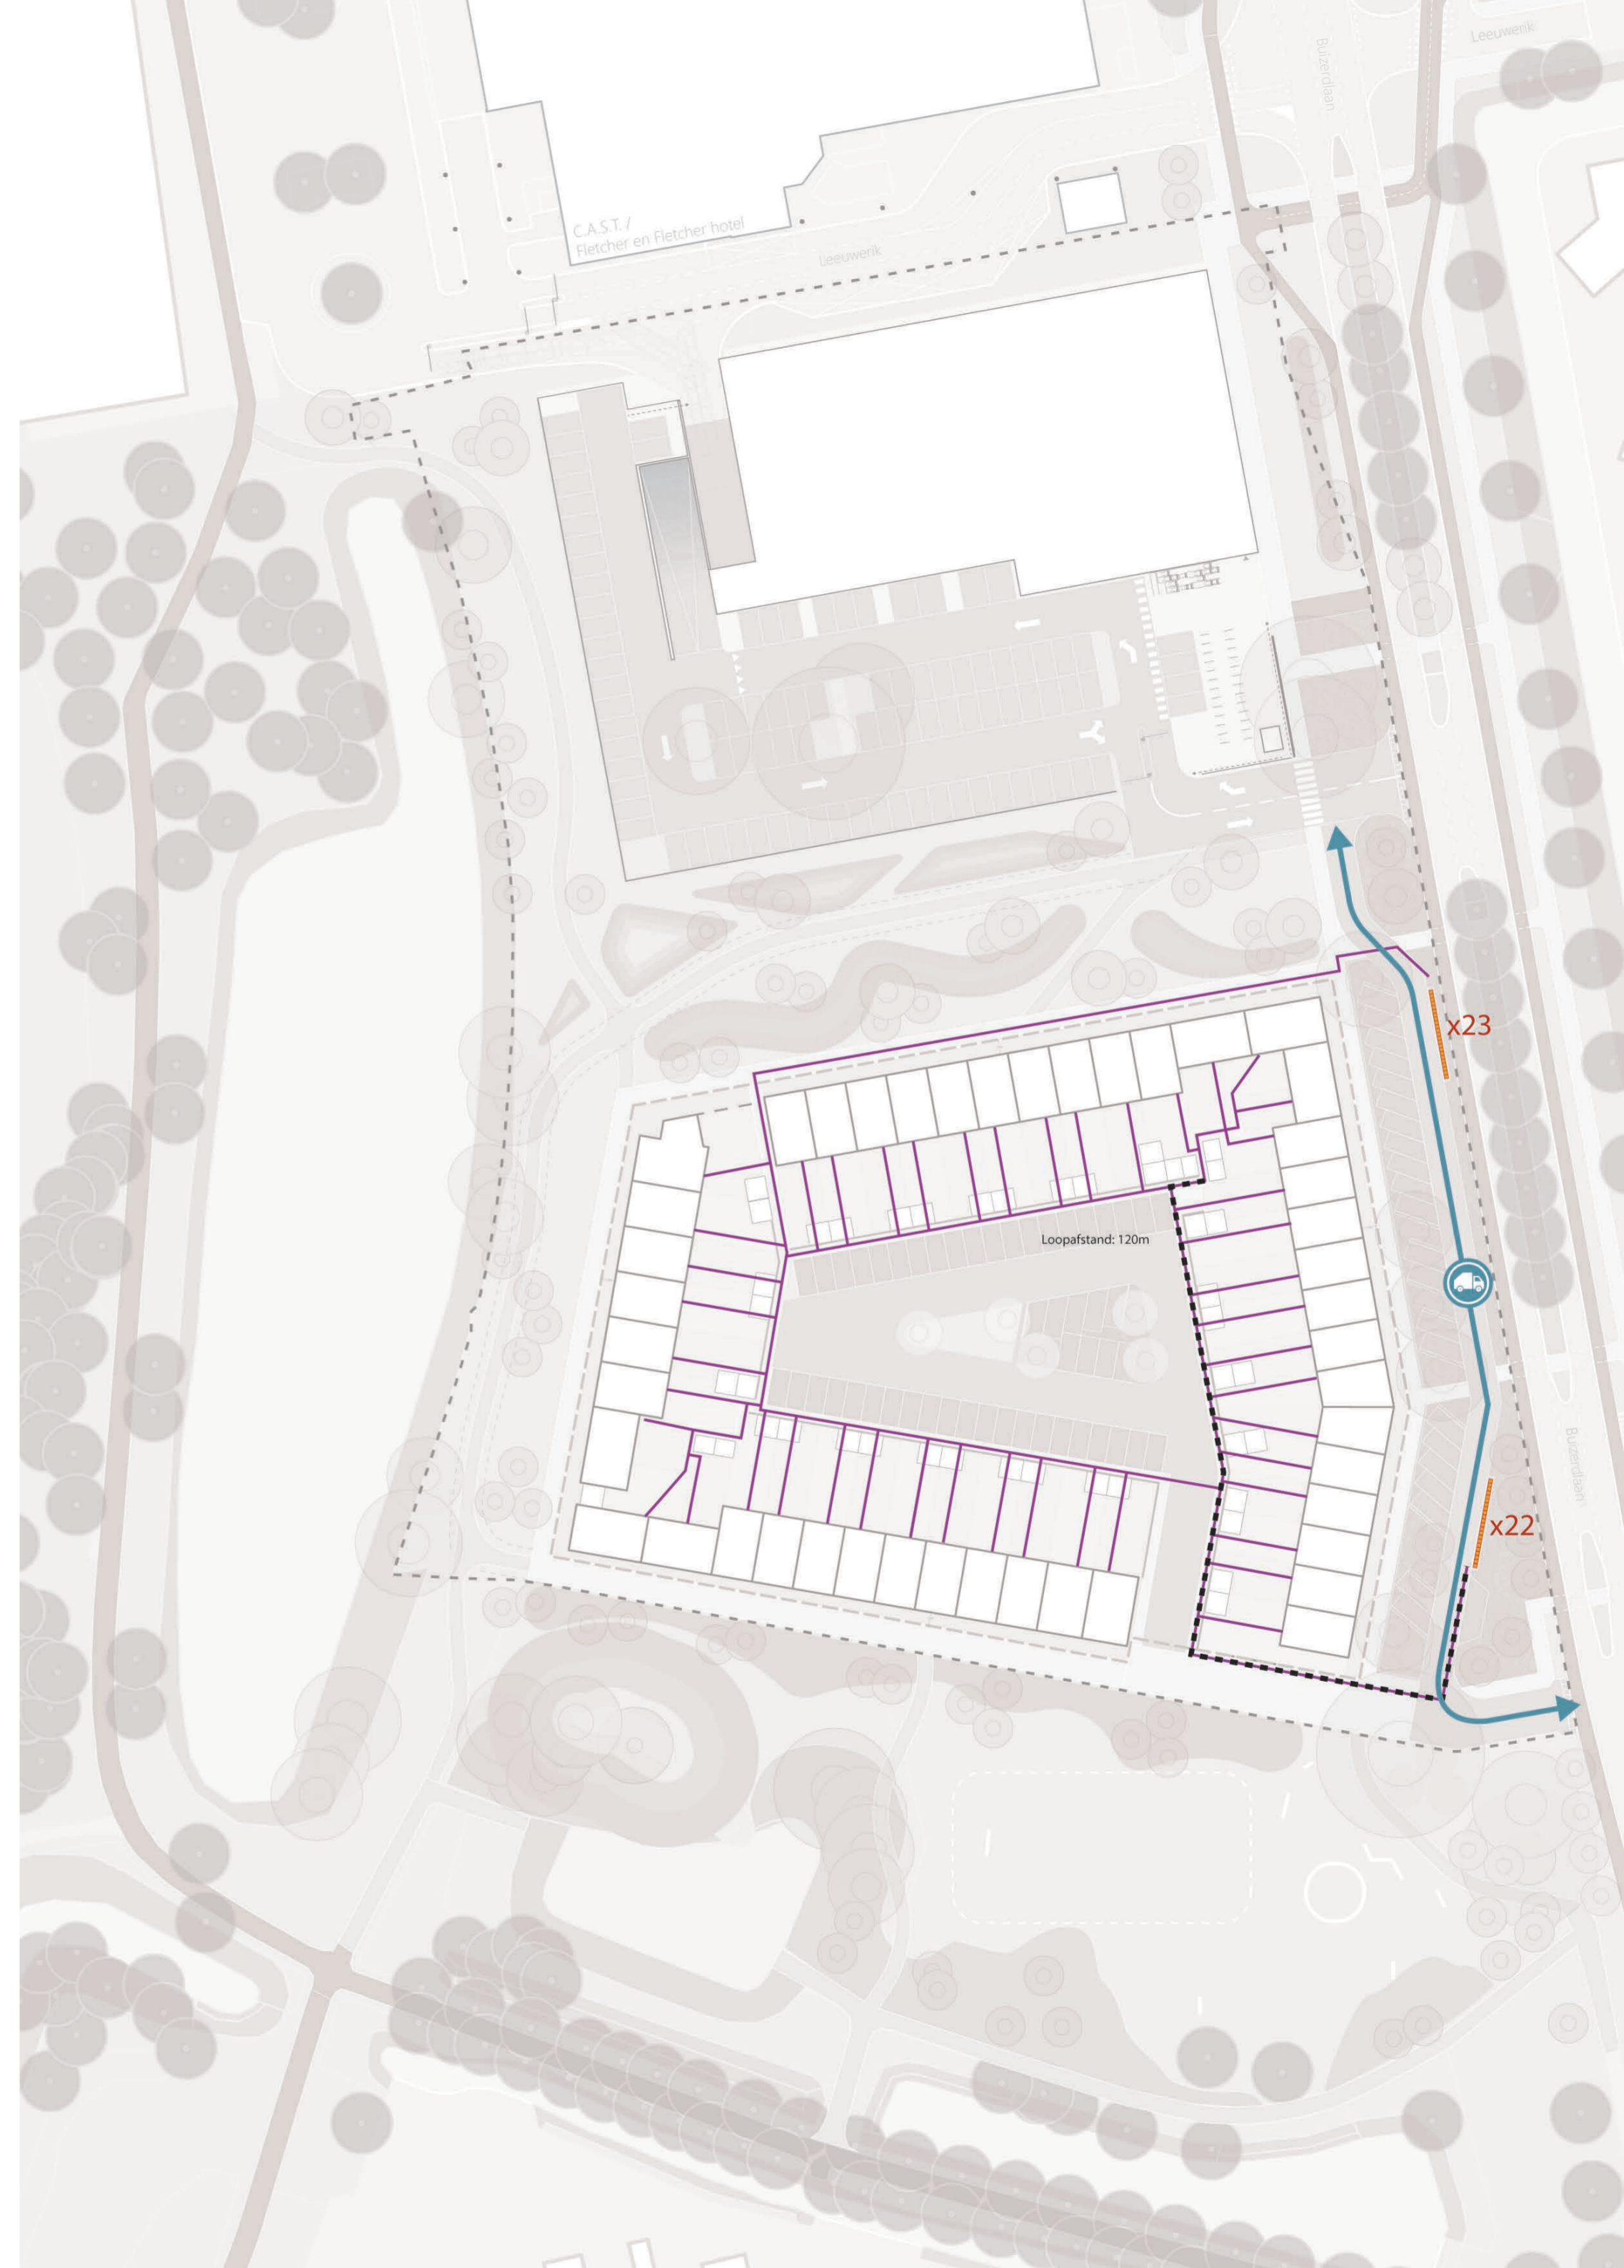 Leeuwerik
Buizerdlaan
C.A.S.T. /
Fletcher en Fletcher hotel
Leeuwerik
x23
Loopafstand: 120m
Buizerdlaan
x22